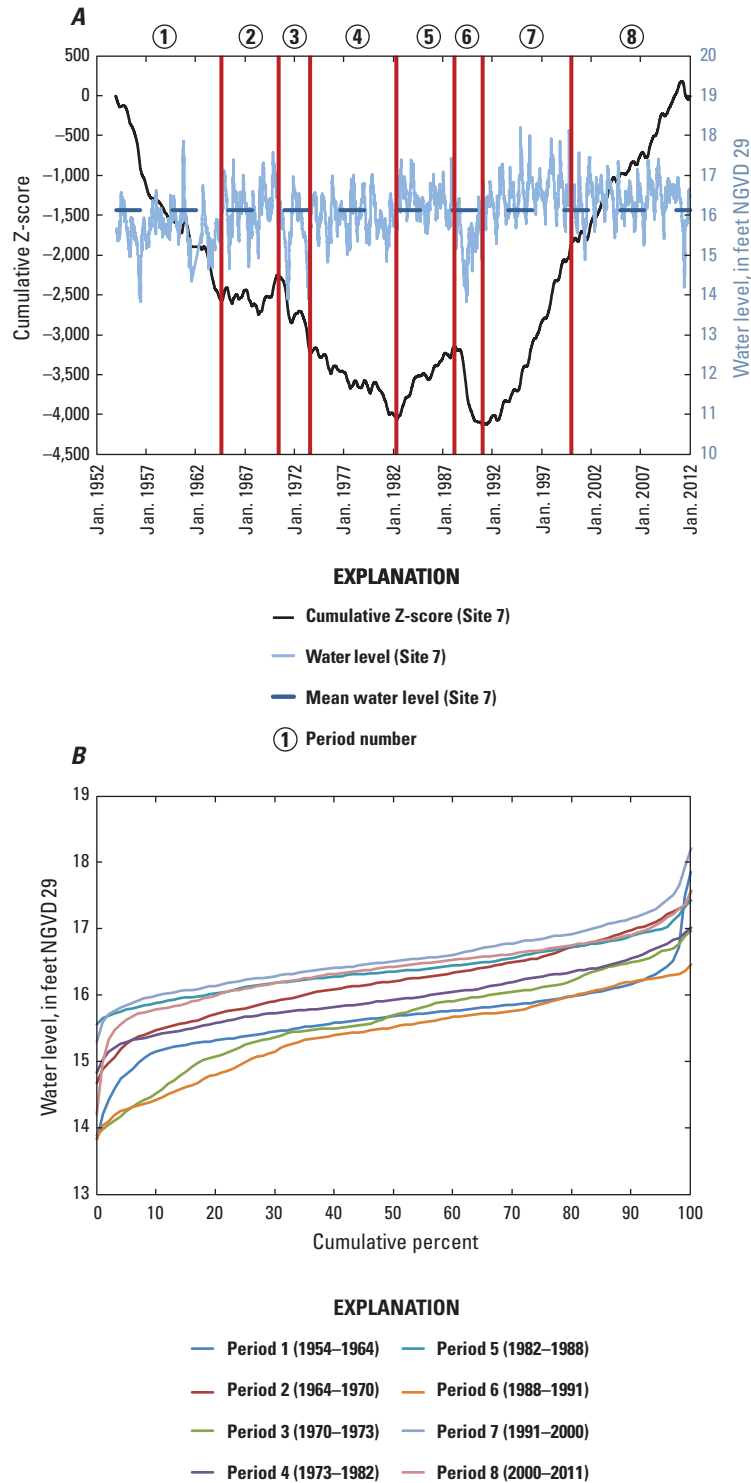 A
① ② ③ ④ ⑤ ⑥ ⑦ ⑧
500
0
–500
–1,000
–1,500
–2,000
–2,500
–3,000
–3,500
–4,000
–4,500
Cumulative Z-score
20
19
18
17
16
15
14
13
12
11
10
Water level, in feet NGVD 29
Jan. 1952
Jan. 1957
Jan. 1962
Jan. 1967
Jan. 1972
Jan. 1977
Jan. 1982
Jan. 1987
Jan. 1992
Jan. 1997
Jan. 2002
Jan. 2007
Jan. 2012
EXPLANATION
Cumulative Z-score (Site 7)
Water level (Site 7)
Mean water level (Site 7)
① Period number
B
19
18
17
16
15
14
13
Water level, in feet NGVD 29
0 10 20 30 40 50 60 70 80 90 100
Cumulative percent
EXPLANATION
Period 1 (1954–1964)
Period 2 (1964–1970)
Period 3 (1970–1973)
Period 4 (1973–1982)
Period 5 (1982–1988)
Period 6 (1988–1991)
Period 7 (1991–2000)
Period 8 (2000–2011)